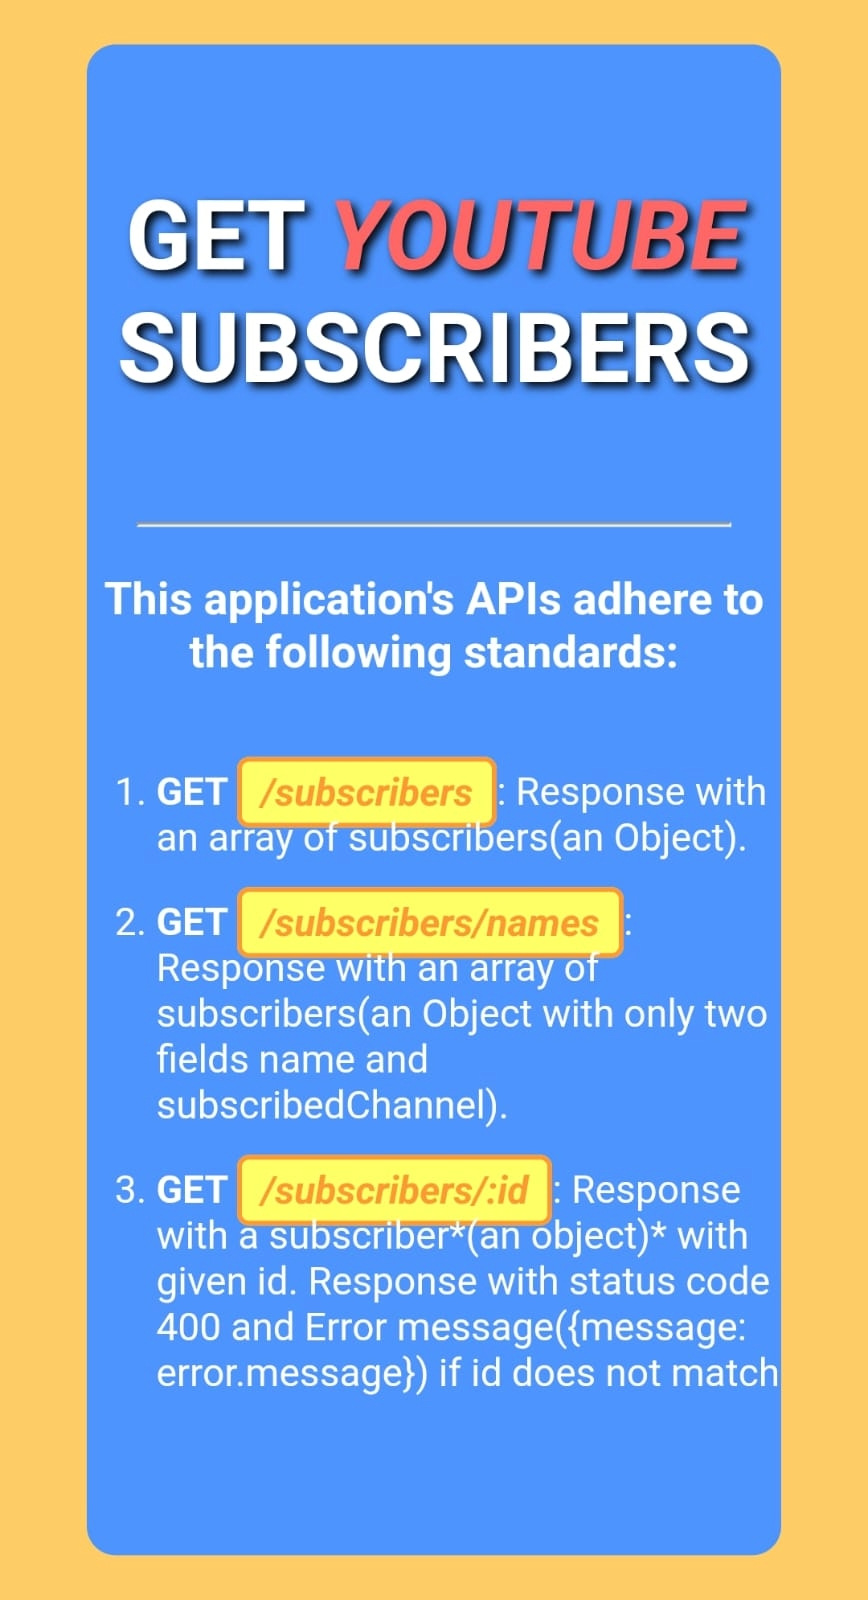 GET YOUTUBE
SUBSCRIBERS
This application's APIs adhere to
the following standards:
1. GET /subscribers : Response with
an array of subscribers(an Object).
2. GET /subscribers/names :
Response with an array of
subscribers(an Object with only two
fields name and
subscribedChannel).
3. GET /subscribers/:id : Response
with a subscriber*(an object)* with
given id. Response with status code
400 and Error message({message:
error.message}) if id does not match